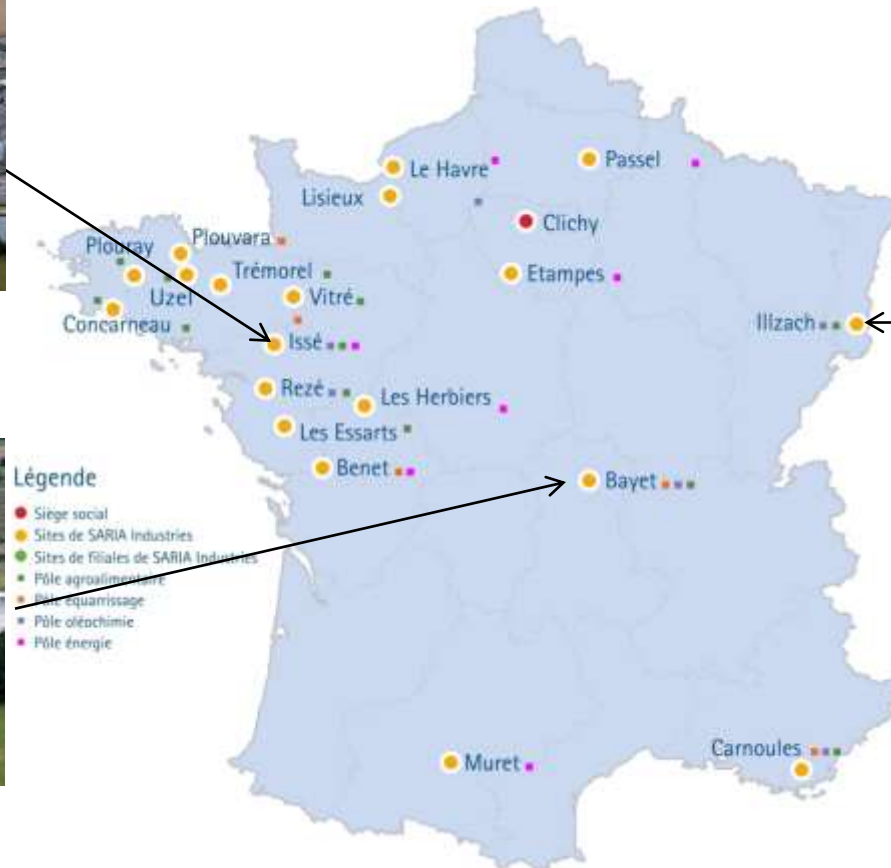 Le Havre
Passel
Lisieux
Clichy
Plouvara
Plouray
Etampes
Trémorel
Vitré
Uzel
Concarneau
Illzach
Issé
Rezé
Les Herbiers
Les Essarts
Benet
Bayet
Légende
Siège social
Sites de SARIA Industries
Sites de filiales de SARIA Industries
Pôle agroalimentaire
Pôle équarrissage
Pôle oléochimie
Pôle énergie
Carnoules
Muret